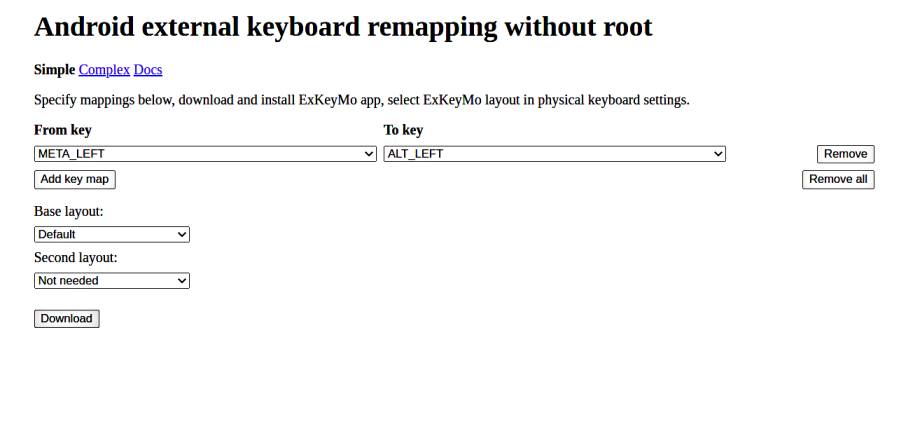 Android external keyboard remapping without root
Simple Complex Docs
Specify mappings below, download and install ExKeyMo app, select ExKeyMo layout in physical keyboard settings.
From key To key
META_LEFT ALT_LEFT Remove
Add key map Remove all
Base layout:
Default
Second layout:
Not needed
Download